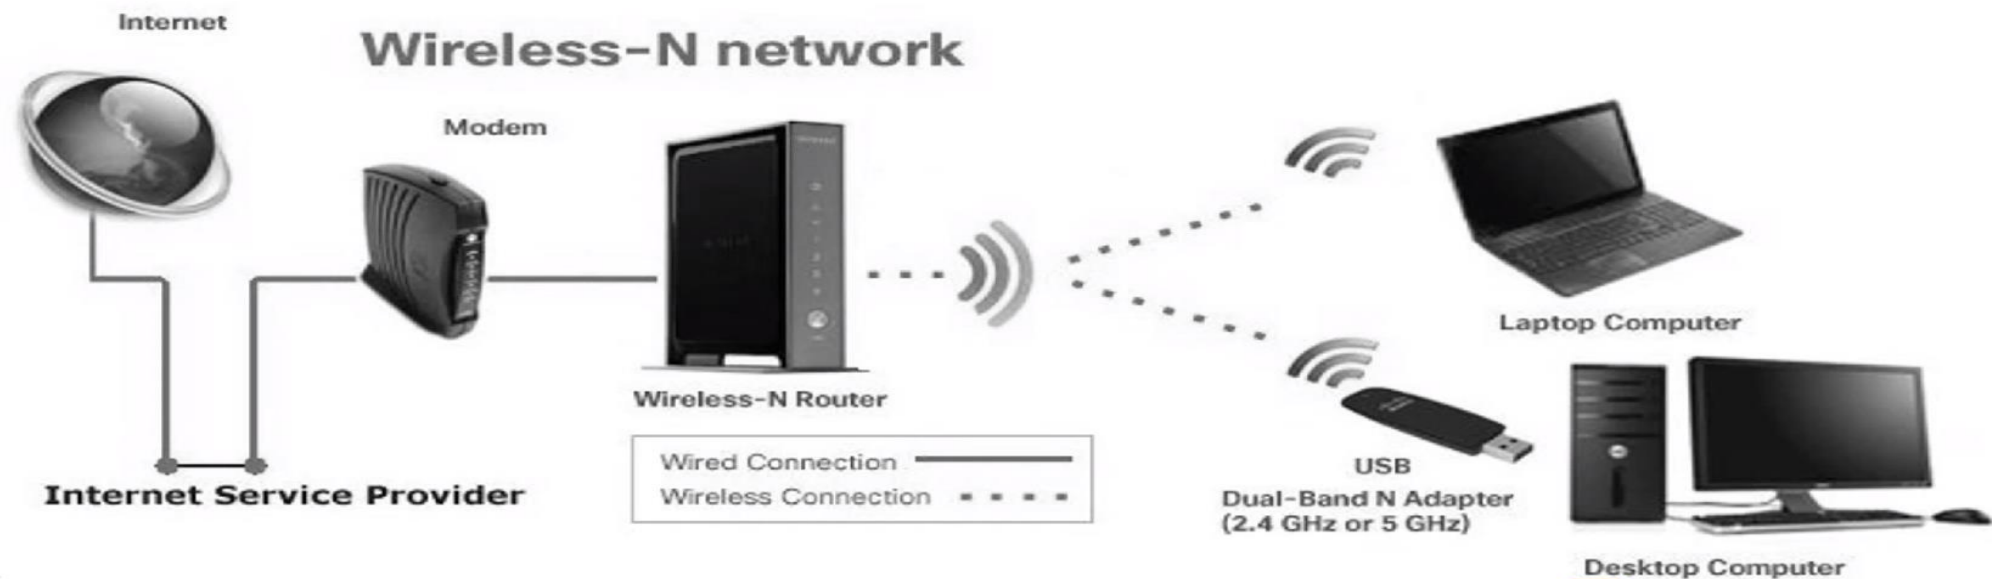 Internet
Wireless-N network
Modem
Laptop Computer
Wireless-N Router
Wired Connection
Wireless Connection
Internet Service Provider
USB
Dual-Band N Adapter
(2.4 GHz or 5 GHz)
Desktop Computer